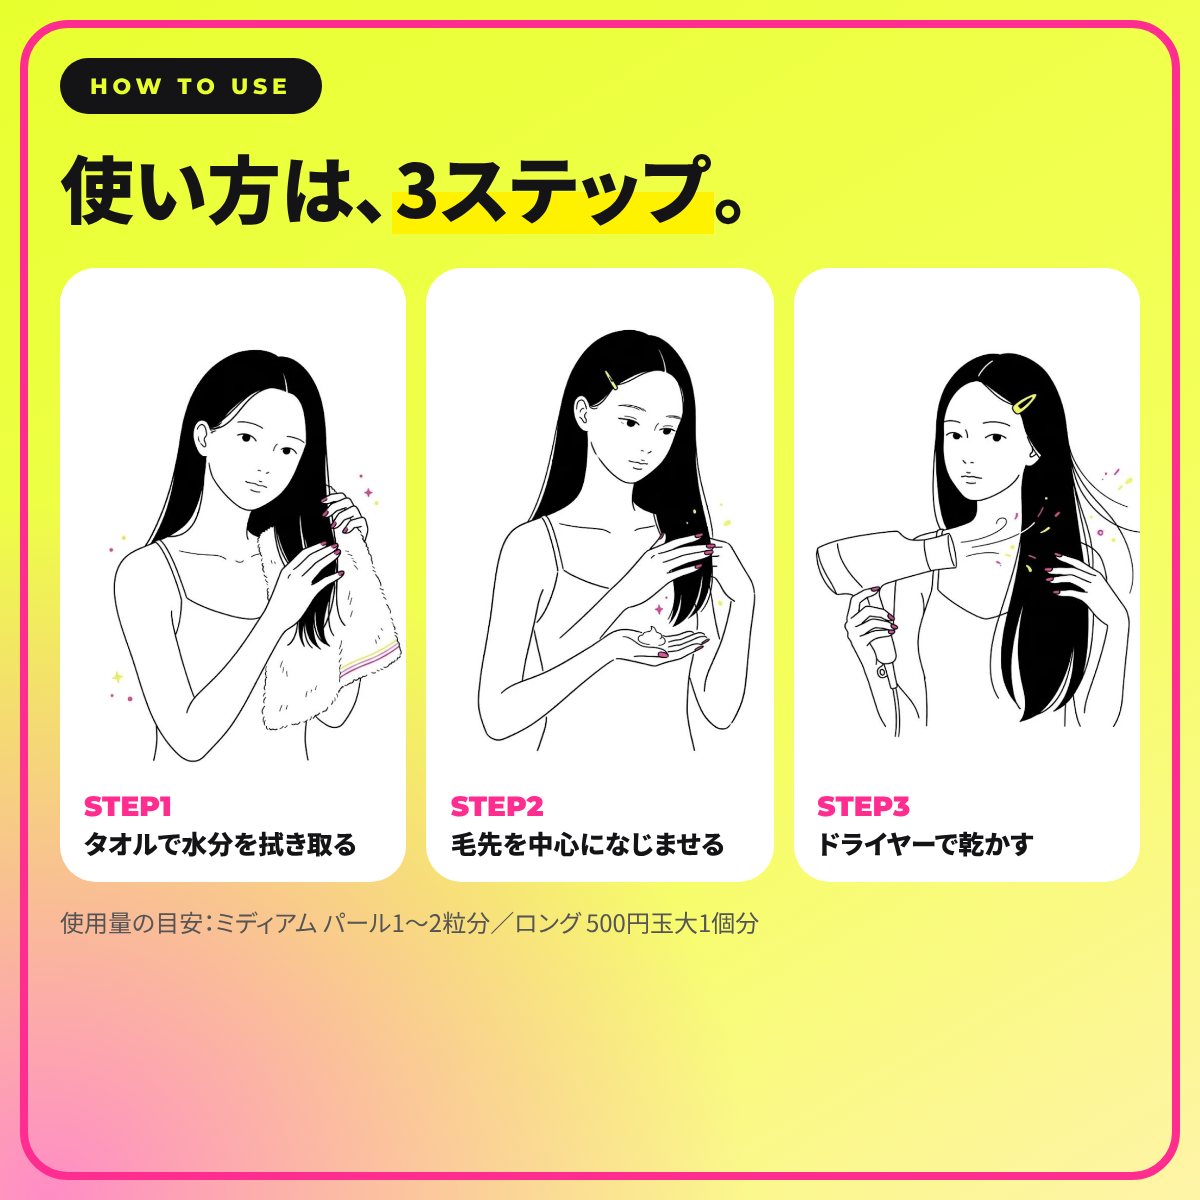 HOW TO USE
使い方は、3ステップ。
STEP1
タオルで水分を拭き取る
STEP2
毛先を中心になじませる
STEP3
ドライヤーで乾かす
使用量の目安：ミディアム パール1〜2粒分／ロング 500円玉大1個分